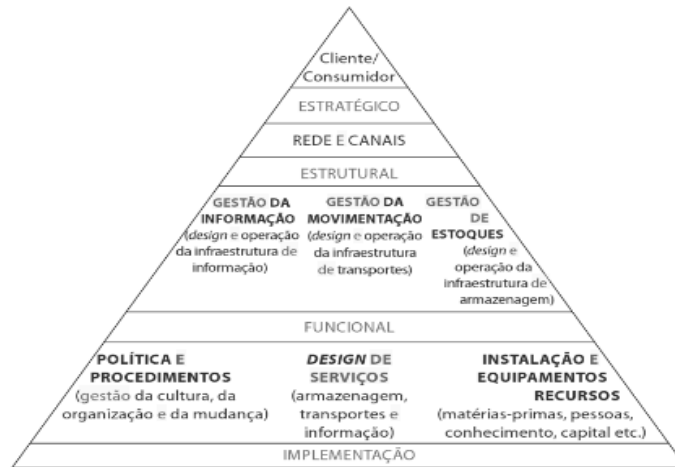 Cliente/
Consumidor
ESTRATÉGICO
REDE E CANAIS
ESTRUTURAL
GESTÃO DA
INFORMAÇÃO
(design e operação
da infraestrutura de
informação)
GESTÃO DA
MOVIMENTAÇÃO
(design e operação
da infraestrutura
de transportes)
GESTÃO
DE
ESTOQUES
(design e
operação da
infraestrutura de
armazenagem)
FUNCIONAL
POLÍTICA E
PROCEDIMENTOS
(gestão da cultura, da
organização e da mudança)
DESIGN DE
SERVIÇOS
(armazenagem,
transportes e
informação)
INSTALAÇÃO E
EQUIPAMENTOS
RECURSOS
(matérias-primas, pessoas,
conhecimento, capital etc.)
IMPLEMENTAÇÃO